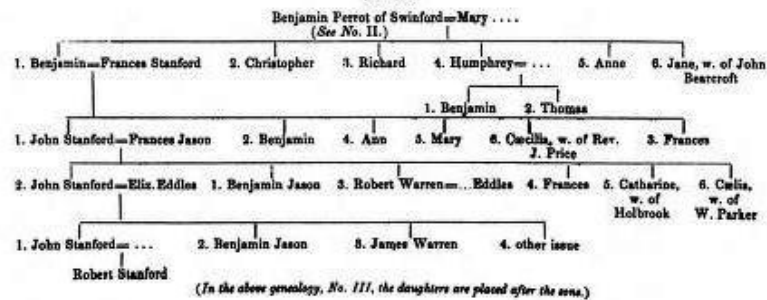 Benjamin Perrot of Swinford=Mary ....
(See No. II.)
1. Benjamin=Frances Stanford 2. Christopher 3. Richard 4. Humphrey=... 5. Anne 6. Jane, w. of John
Bearcroft
1. Benjamin 2. Thomas
1. John Stanford=Frances Jason 2. Benjamin 4. Ann 5. Mary 6. Cæcilia, w. of Rev. 3. Frances
J. Price
2. John Stanford=Eliz. Eddles 1. Benjamin Jason 3. Robert Warren=...Eddles 4. Frances 5. Catharine, 6. Cælia,
w. of w. of
Holbrook W. Parker
1. John Stanford=... 2. Benjamin Jason 3. James Warren 4. other issue
Robert Stanford
(In the above genealogy, No. III, the daughters are placed after the sons.)